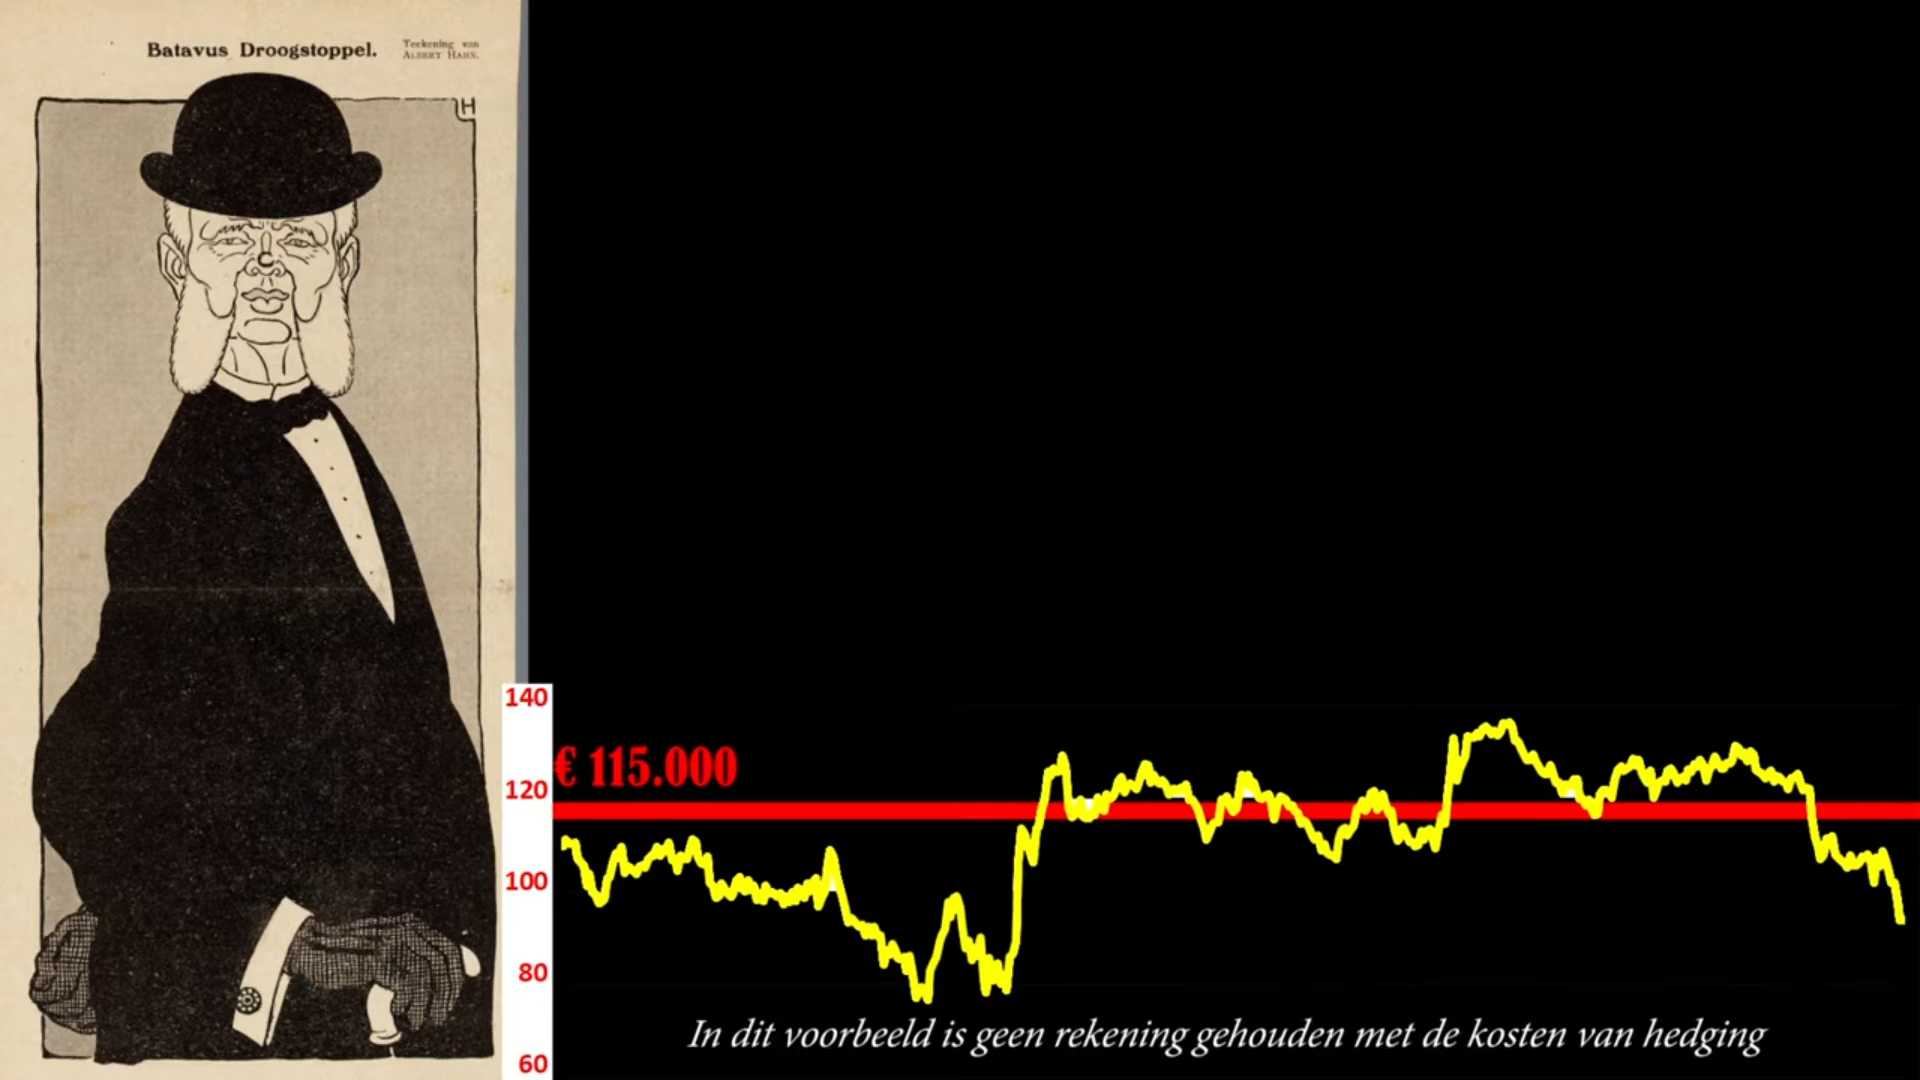 Batavus Droogstoppel.
Teekening van
ALBERT HAHN.
H
140
€ 115.000
120
100
80
In dit voorbeeld is geen rekening gehouden met de kosten van hedging
60